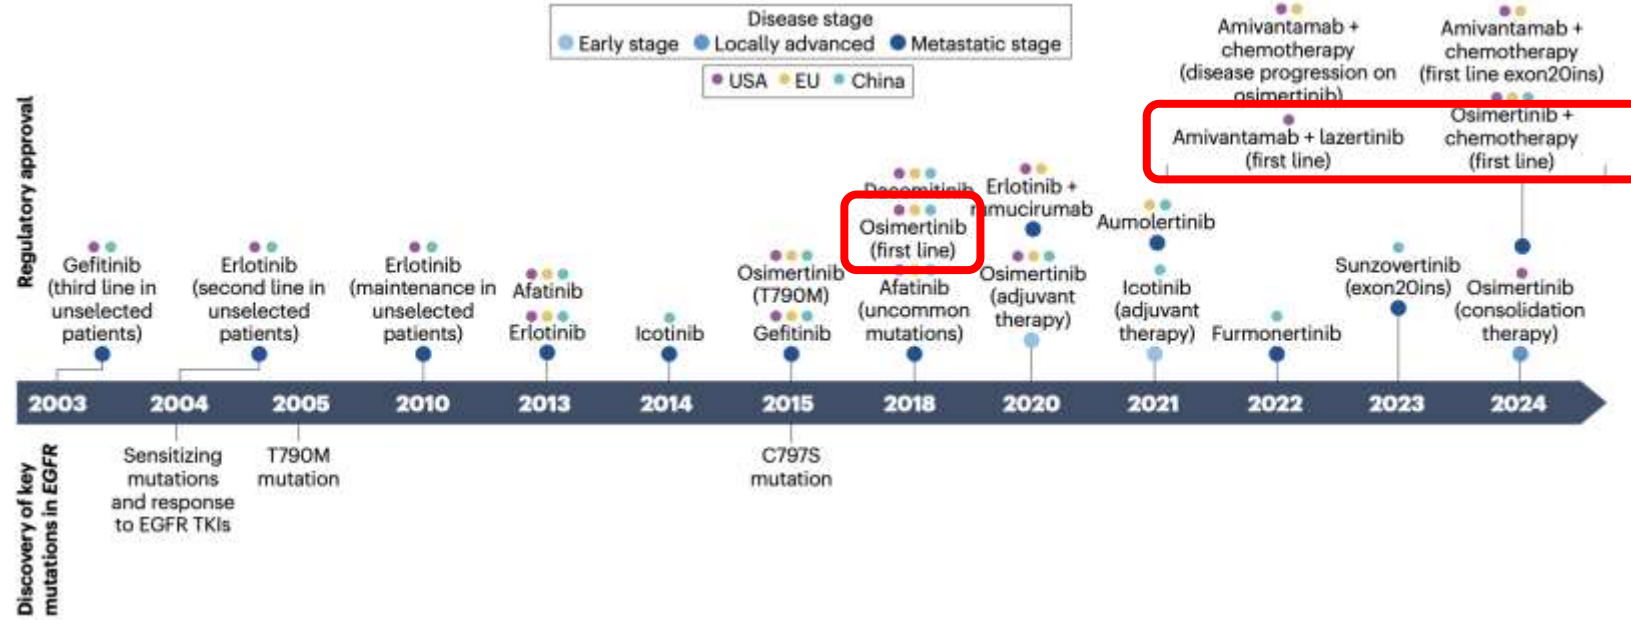 Disease stage
Early stage Locally advanced Metastatic stage
USA EU China
Regulatory approval
Gefitinib
(third line in
unselected
patients)
Erlotinib
(second line in
unselected
patients)
Erlotinib
(maintenance in
unselected
patients)
Afatinib
Erlotinib
Icotinib
Osimertinib
(T790M)
Gefitinib
Dacomitinib
Osimertinib
(first line)
Afatinib
(uncommon
mutations)
Erlotinib +
ramucirumab
Osimertinib
(adjuvant
therapy)
Aumolertinib
Icotinib
(adjuvant
therapy)
Furmonertinib
Sunzovertinib
(exon20ins)
Amivantamab +
chemotherapy
(disease progression on
osimertinib)
Amivantamab + lazertinib
(first line)
Amivantamab +
chemotherapy
(first line exon20ins)
Osimertinib +
chemotherapy
(first line)
Osimertinib
(consolidation
therapy)
2003 2004 2005 2010 2013 2014 2015 2018 2020 2021 2022 2023 2024
Discovery of key
mutations in EGFR
Sensitizing
mutations
and response
to EGFR TKIs
T790M
mutation
C797S
mutation